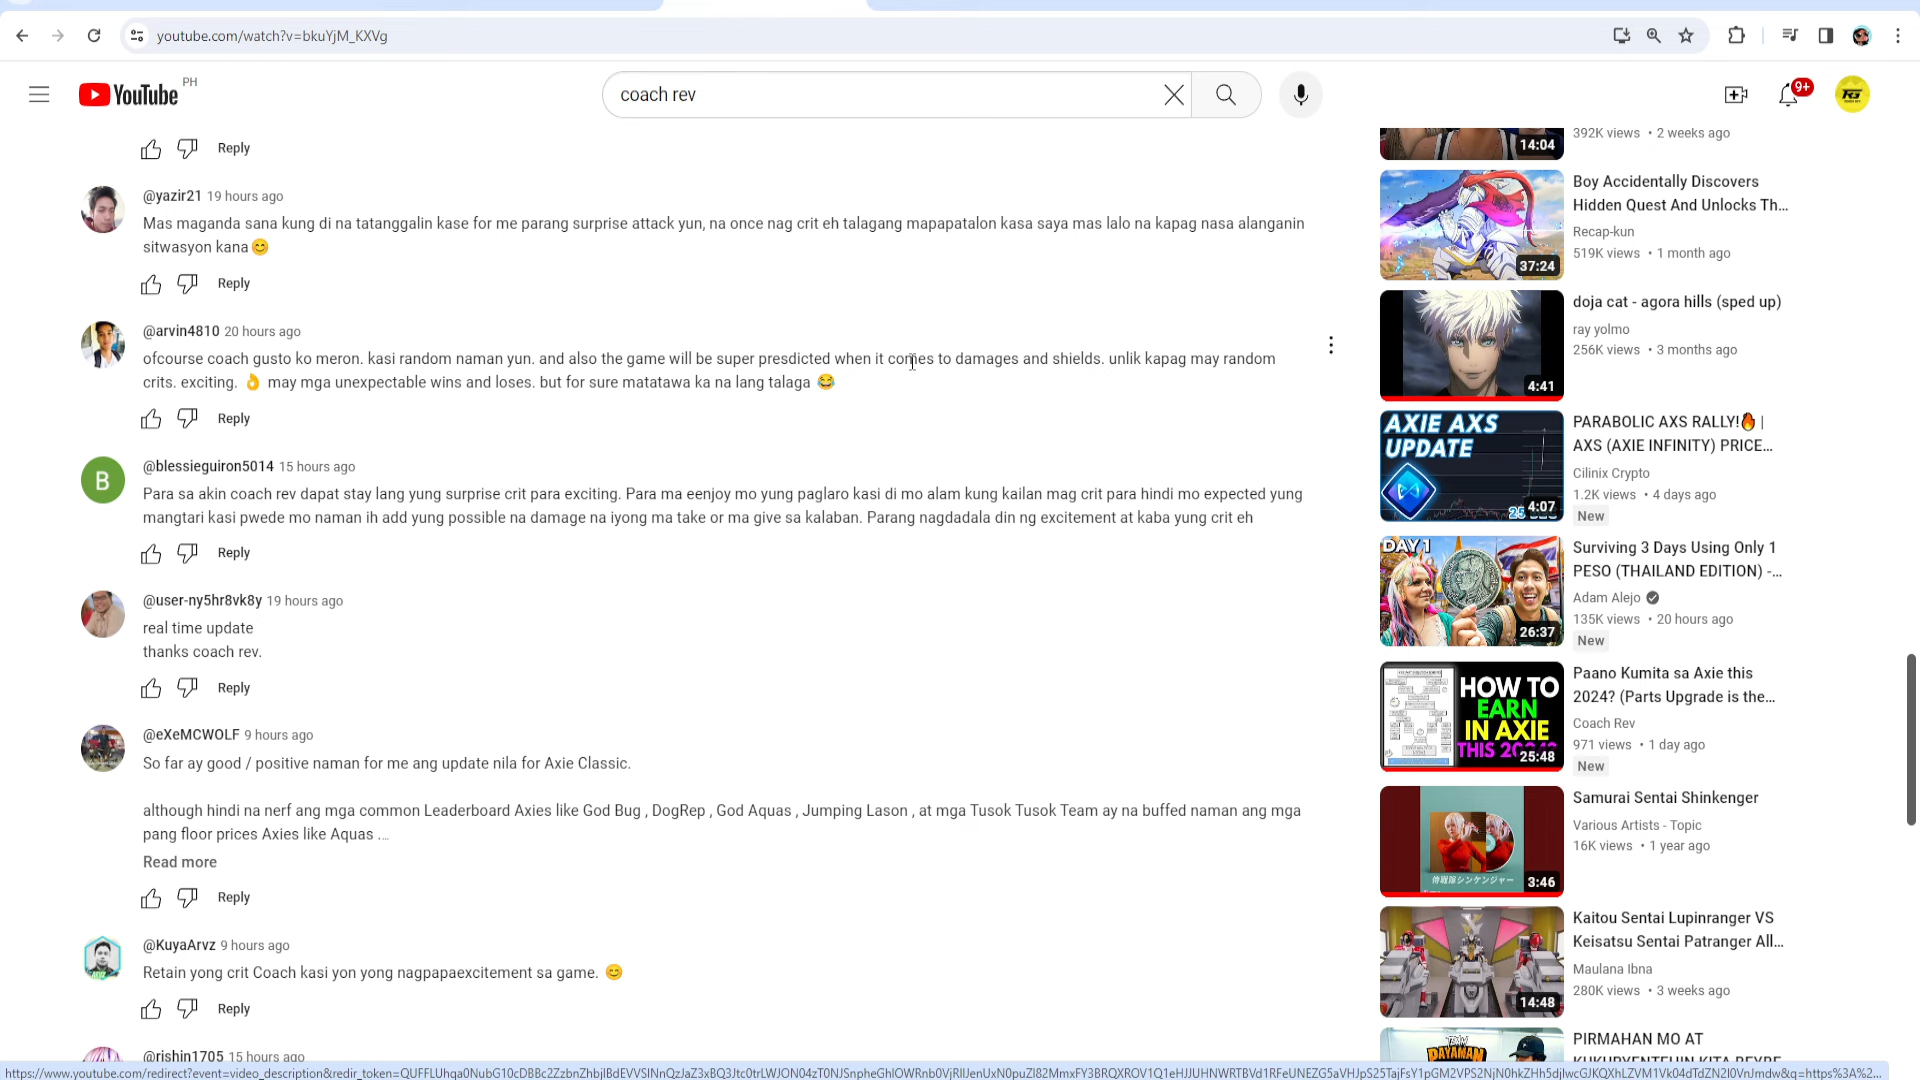 youtube.com/watch?v=bkuYjM_KXVg
YouTube PH
coach rev
9+
Reply
@yazir21 19 hours ago
Mas maganda sana kung di na tatanggalin kase for me parang surprise attack yun, na once nag crit eh talagang mapapatalon kasa saya mas lalo na kapag nasa alanganin
sitwasyon kana😊
Reply
@arvin4810 20 hours ago
ofcourse coach gusto ko meron. kasi random naman yun. and also the game will be super presdicted when it comes to damages and shields. unlik kapag may random
crits. exciting. 👌 may mga unexpectable wins and loses. but for sure matatawa ka na lang talaga 😂
Reply
B
@blessieguiron5014 15 hours ago
Para sa akin coach rev dapat stay lang yung surprise crit para exciting. Para ma eenjoy mo yung paglaro kasi di mo alam kung kailan mag crit para hindi mo expected yung
mangtari kasi pwede mo naman ih add yung possible na damage na iyong ma take or ma give sa kalaban. Parang nagdadala din ng excitement at kaba yung crit eh
Reply
@user-ny5hr8vk8y 19 hours ago
real time update
thanks coach rev.
Reply
@eXeMCWOLF 9 hours ago
So far ay good / positive naman for me ang update nila for Axie Classic.
although hindi na nerf ang mga common Leaderboard Axies like God Bug , DogRep , God Aquas , Jumping Lason , at mga Tusok Tusok Team ay na buffed naman ang mga
pang floor prices Axies like Aquas ...
Read more
Reply
@KuyaArvz 9 hours ago
Retain yong crit Coach kasi yon yong nagpapaexcitement sa game. 😊
Reply
@rishin1705 15 hours ago
14:04
392K views • 2 weeks ago
37:24
Boy Accidentally Discovers
Hidden Quest And Unlocks Th...
Recap-kun
519K views • 1 month ago
4:41
doja cat - agora hills (sped up)
ray yolmo
256K views • 3 months ago
AXIE AXS
UPDATE
4:07
PARABOLIC AXS RALLY!🔥 |
AXS (AXIE INFINITY) PRICE...
Cilinix Crypto
1.2K views • 4 days ago
New
DAY 1
26:37
Surviving 3 Days Using Only 1
PESO (THAILAND EDITION) -...
Adam Alejo
135K views • 20 hours ago
New
HOW TO
EARN
IN AXIE
THIS
25:48
Paano Kumita sa Axie this
2024? (Parts Upgrade is the...
Coach Rev
971 views • 1 day ago
New
侍戦隊シンケンジャー
3:46
Samurai Sentai Shinkenger
Various Artists - Topic
16K views • 1 year ago
14:48
Kaitou Sentai Lupinranger VS
Keisatsu Sentai Patranger All...
Maulana Ibna
280K views • 3 weeks ago
TEAM
PAYAMAN
PIRMAHAN MO AT